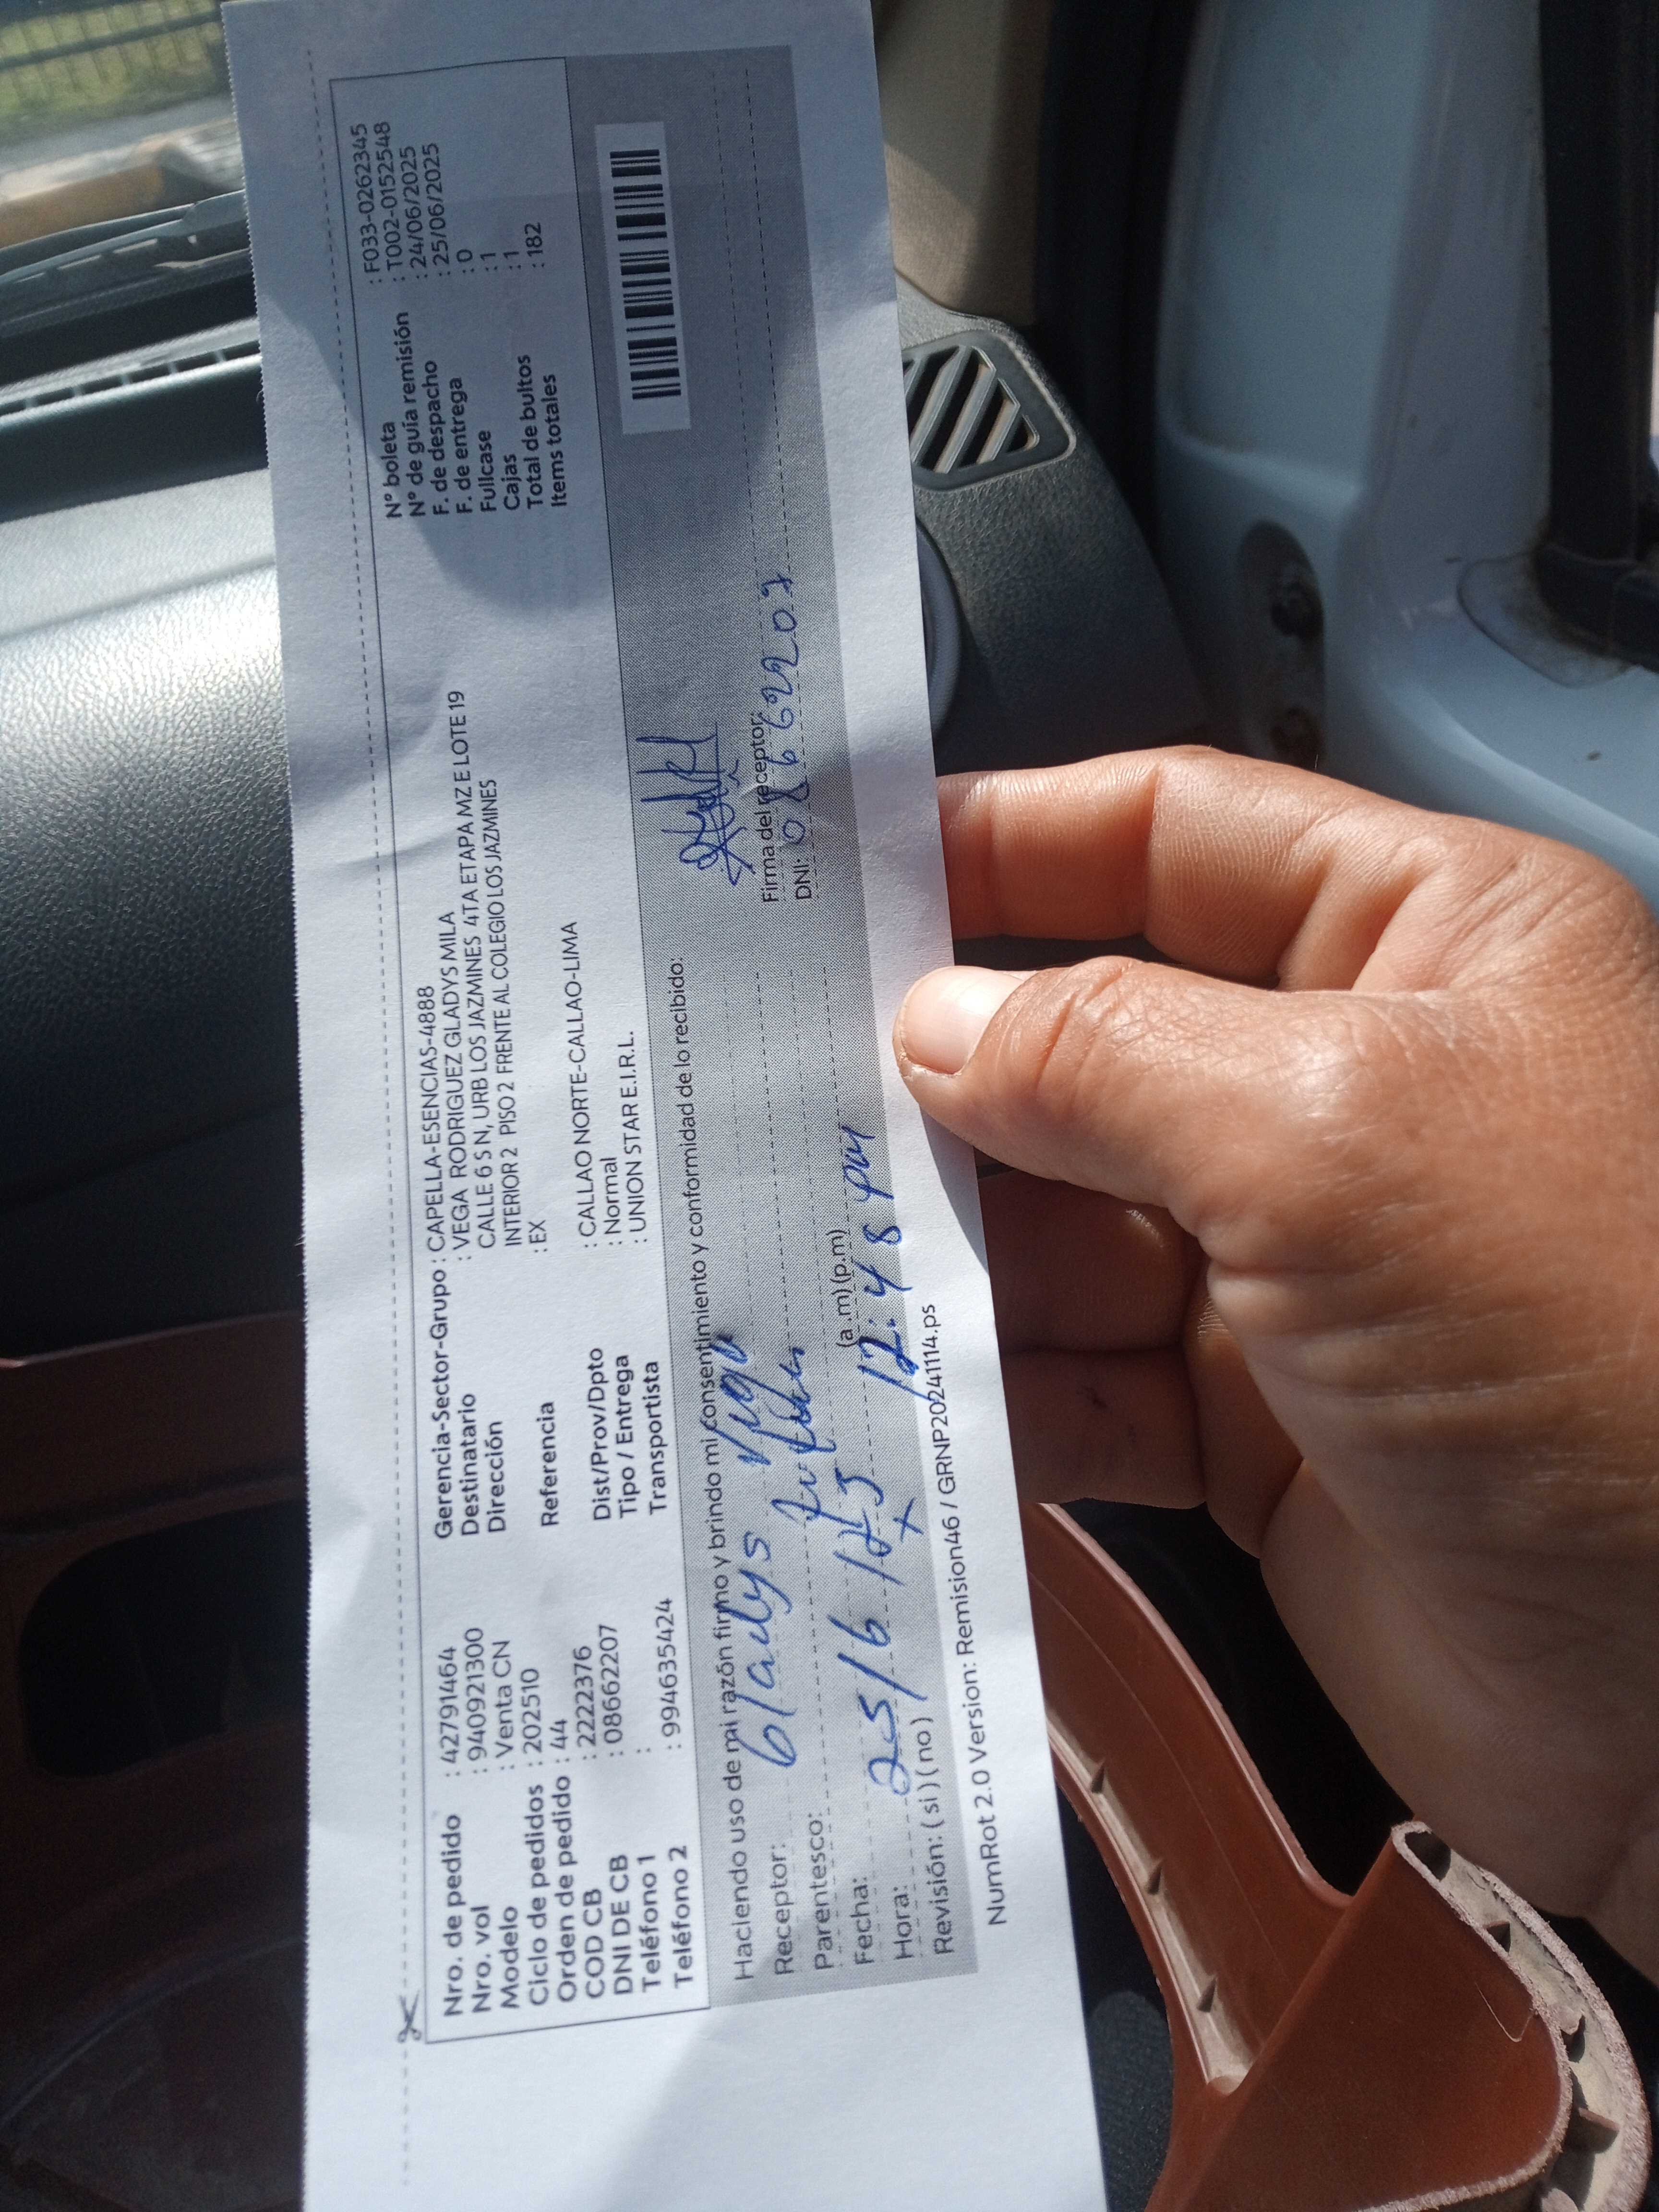 Nro. de pedido : 42791464
Nro. vol : 940921300
Modelo : Venta CN
Ciclo de pedidos : 202510
Orden de pedido : 44
COD CB : 2222376
DNI DE CB : 08662207
Teléfono 1 :
Teléfono 2 : 994635424
Gerencia-Sector-Grupo : CAPELLA-ESENCIAS-4888
Destinatario : VEGA RODRIGUEZ GLADYS MILA
Dirección CALLE 6 S N, URB LOS JAZMINES 4TA ETAPA MZ E LOTE 19
INTERIOR 2 PISO 2 FRENTE AL COLEGIO LOS JAZMINES
Referencia : EX
Dist/Prov/Dpto : CALLAO NORTE-CALLAO-LIMA
Tipo / Entrega : Normal
Transportista : UNION STAR E.I.R.L.
N° boleta : F033-0262345
N° de guía remisión : T002-0152548
F. de despacho : 24/06/2025
F. de entrega : 25/06/2025
Fullcase : 0
Cajas : 1
Total de bultos : 1
Items totales : 182
Haciendo uso de mi razón firmo y brindo mi consentimiento y conformidad de lo recibido:
Receptor: Gladys Vega
Parentesco:
Fecha: 25/6/
Hora: (a.m) (p.m) 12:48 pm
Revisión: ( si ) ( no )
Firma del receptor:
DNI: 08662207
NumRot 2.0 Version: Remision46 / GRNP20241114.ps